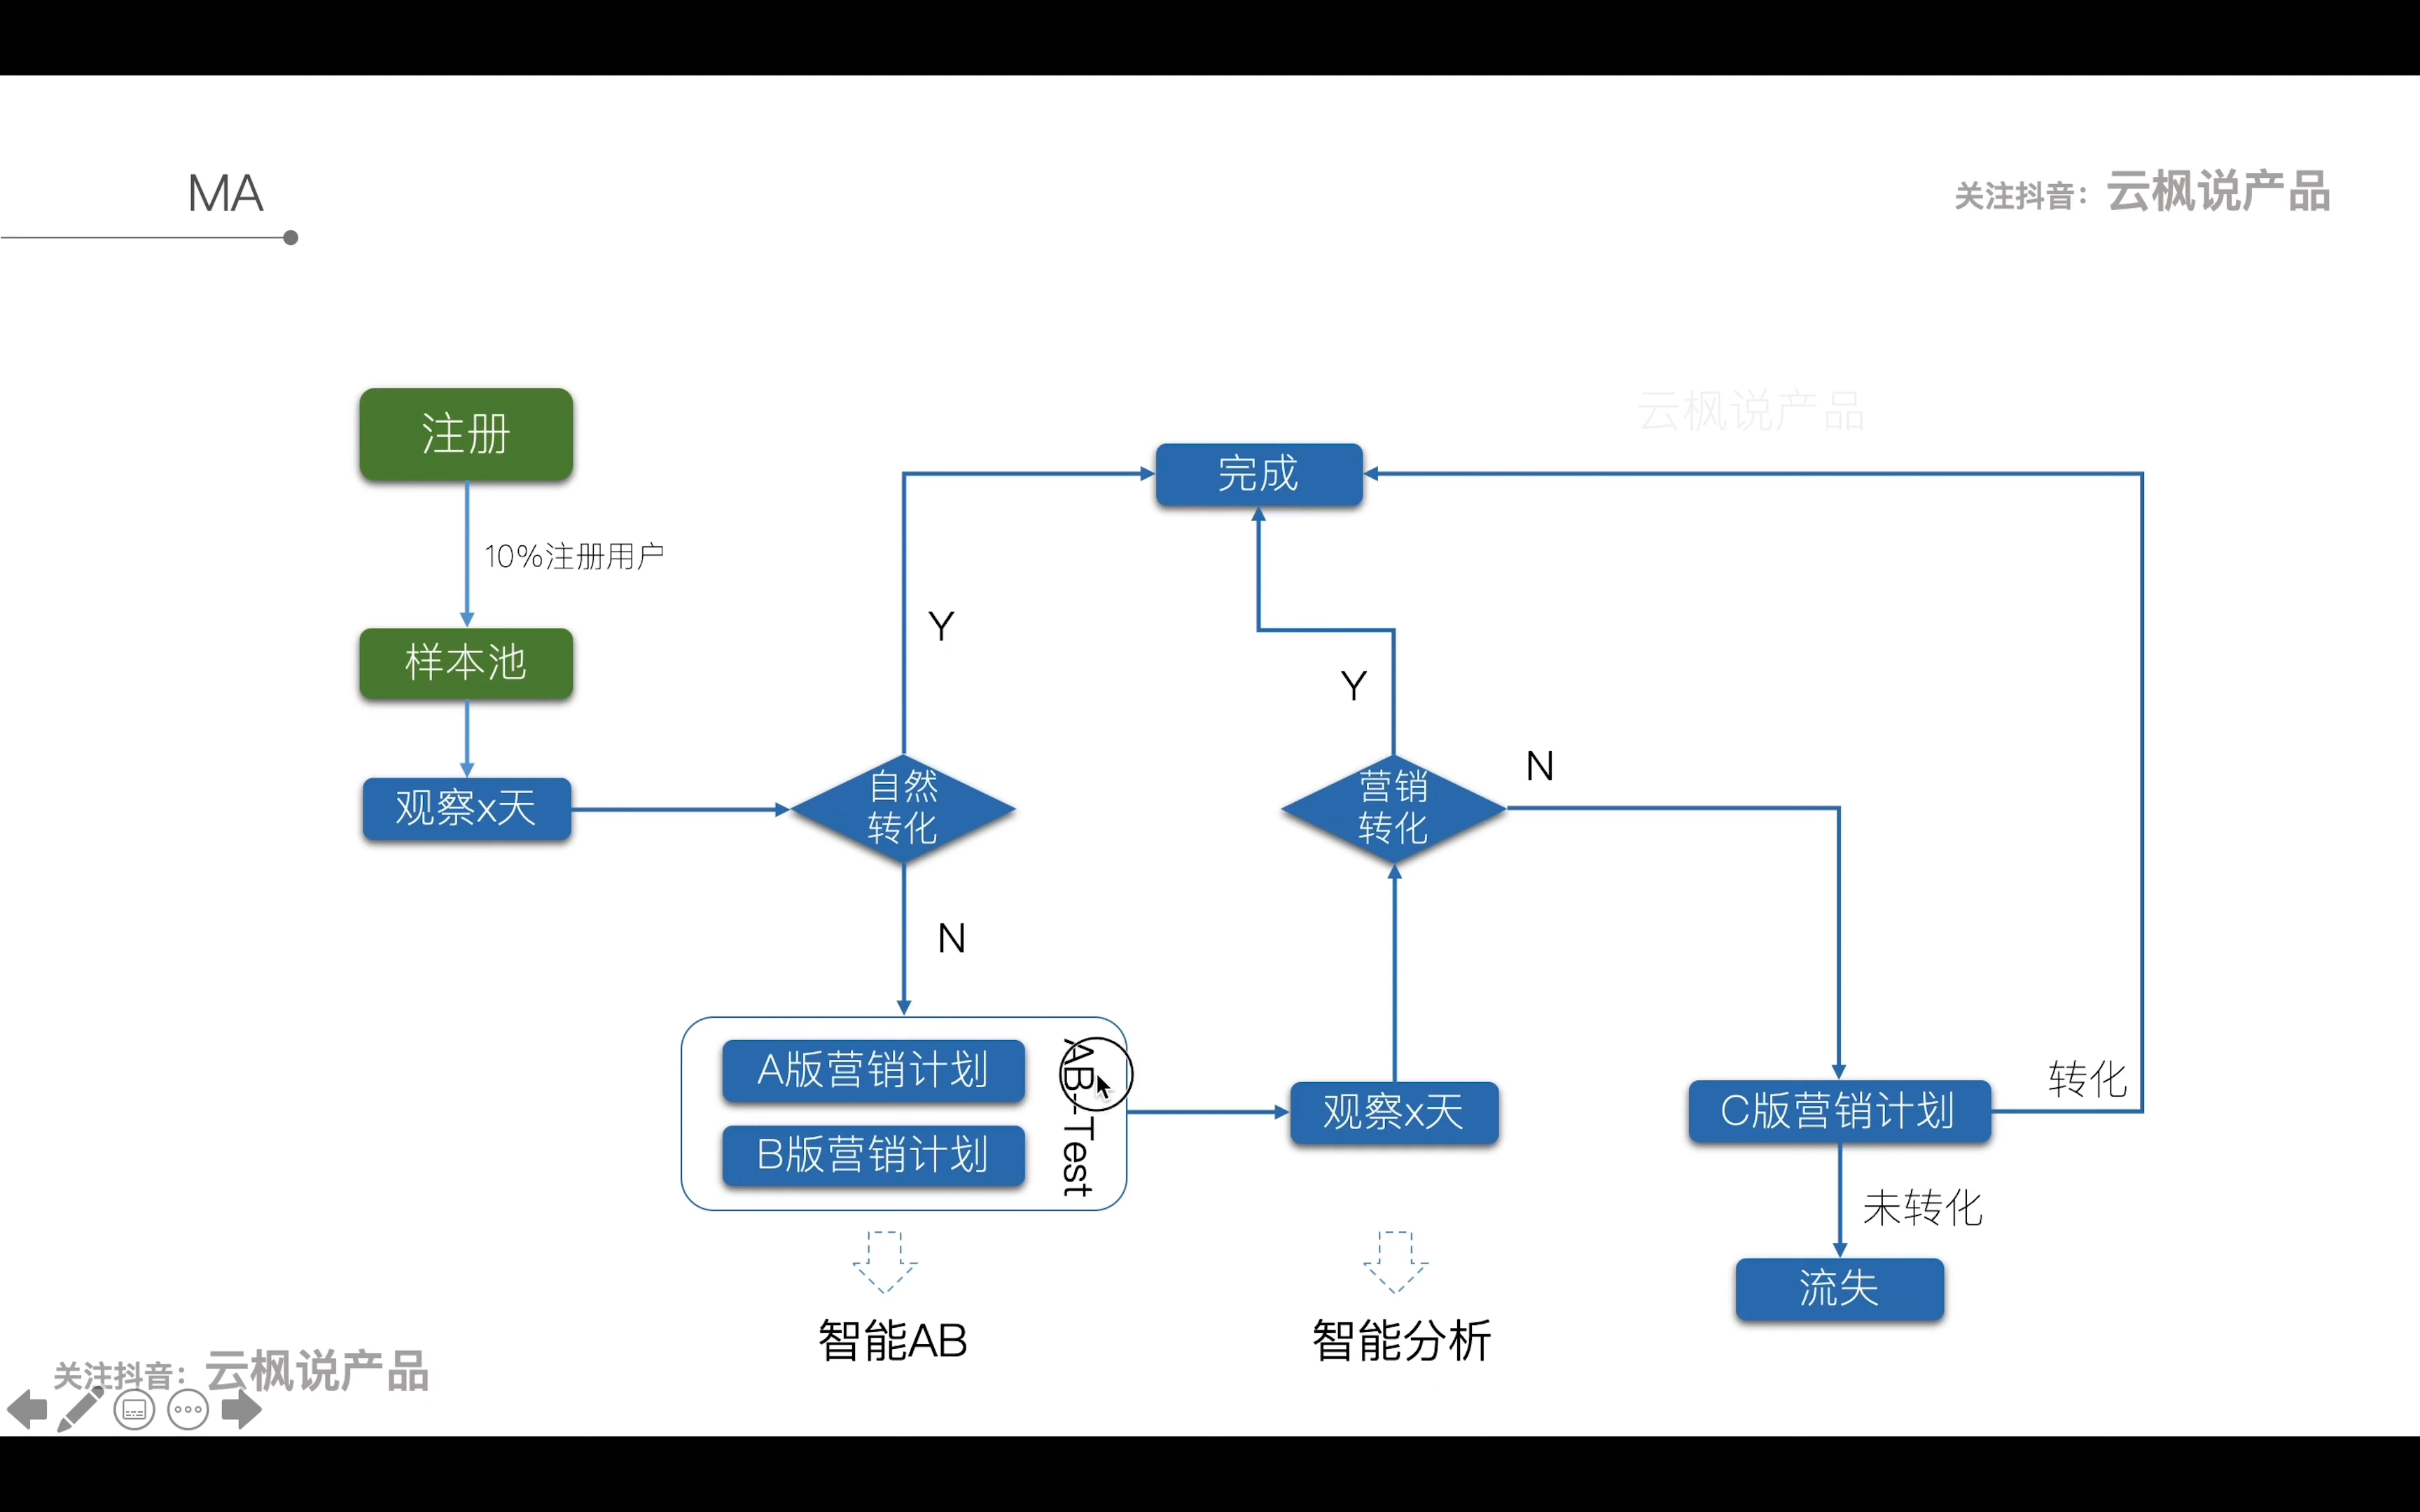 MA
关注抖音：云枫说产品
云枫说产品
注册
10%注册用户
样本池
观察x天
自然
转化
Y
N
完成
A版营销计划
B版营销计划
AB-Test
智能AB
观察x天
智能分析
营销
转化
Y
N
C版营销计划
转化
未转化
流失
关注抖音：云枫说产品